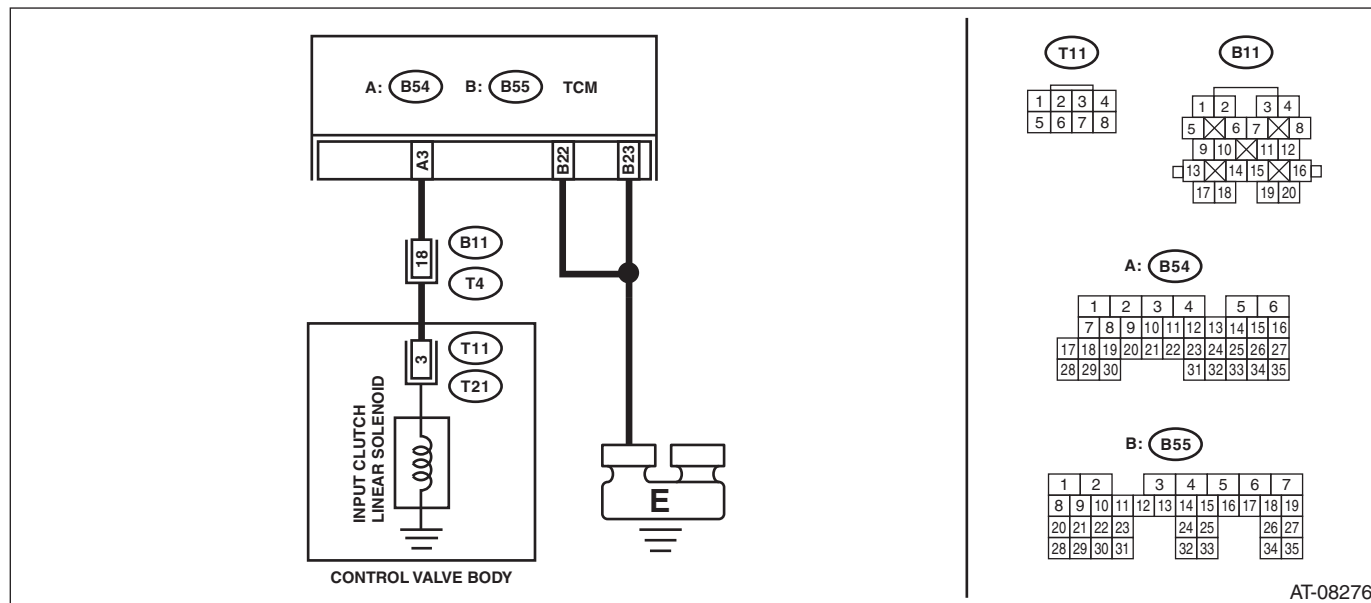 A: B54 B: B55 TCM
A3 B22 B23
18
B11
T4
3
T11
T21
INPUT CLUTCH
LINEAR SOLENOID
E
CONTROL VALVE BODY
T11
1 2 3 4
5 6 7 8
B11
1 2 3 4
5 6 7 8
9 10 11 12
13 14 15 16
17 18 19 20
A: B54
1 2 3 4 5 6
7 8 9 10 11 12 13 14 15 16
17 18 19 20 21 22 23 24 25 26 27
28 29 30 31 32 33 34 35
B: B55
1 2 3 4 5 6 7
8 9 10 11 12 13 14 15 16 17 18 19
20 21 22 23 24 25 26 27
28 29 30 31 32 33 34 35
AT-08276